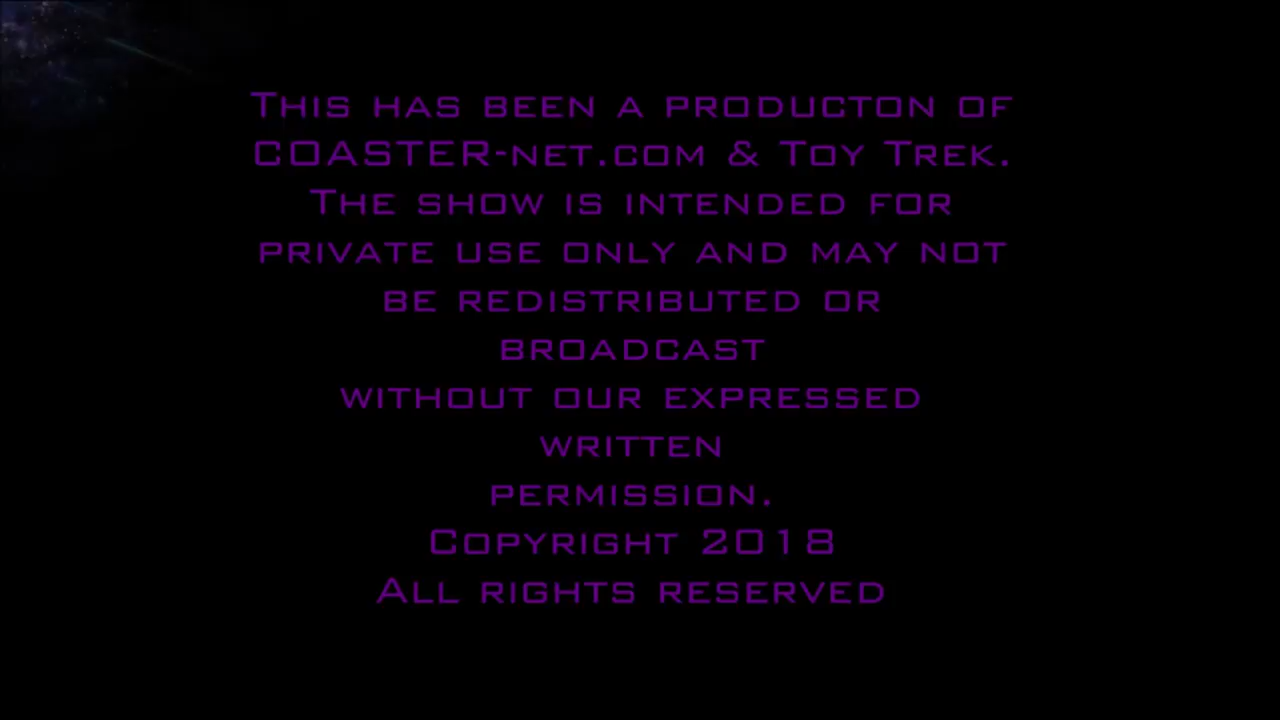 This has been a producton of
COASTER-net.com & Toy Trek.
The show is intended for
private use only and may not
be redistributed or
broadcast
without our expressed
written
permission.
Copyright 2018
All rights reserved